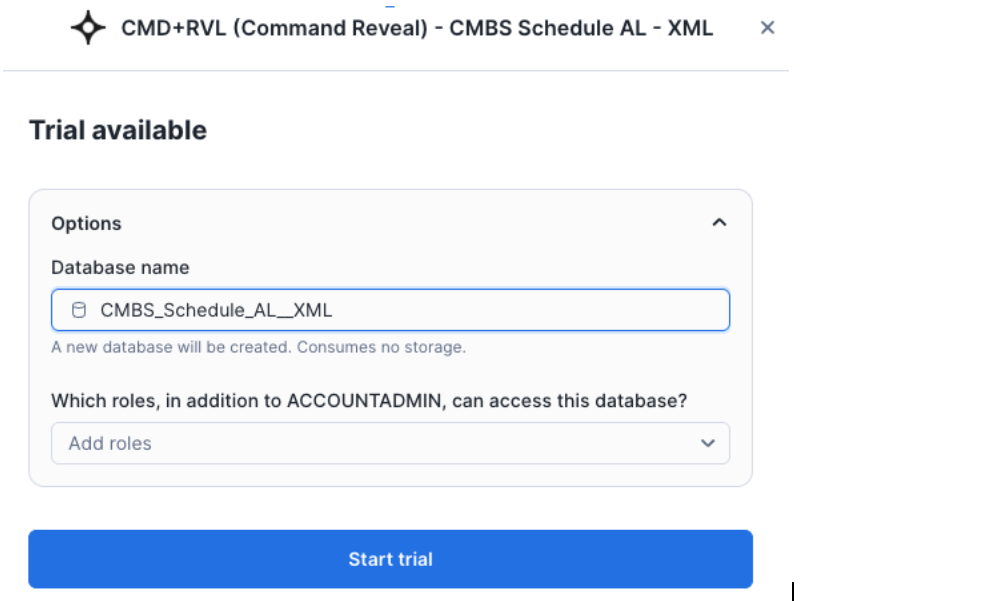 CMD+RVL (Command Reveal) - CMBS Schedule AL - XML
Trial available
Options
Database name
CMBS_Schedule_AL__XML
A new database will be created. Consumes no storage.
Which roles, in addition to ACCOUNTADMIN, can access this database?
Add roles
Start trial